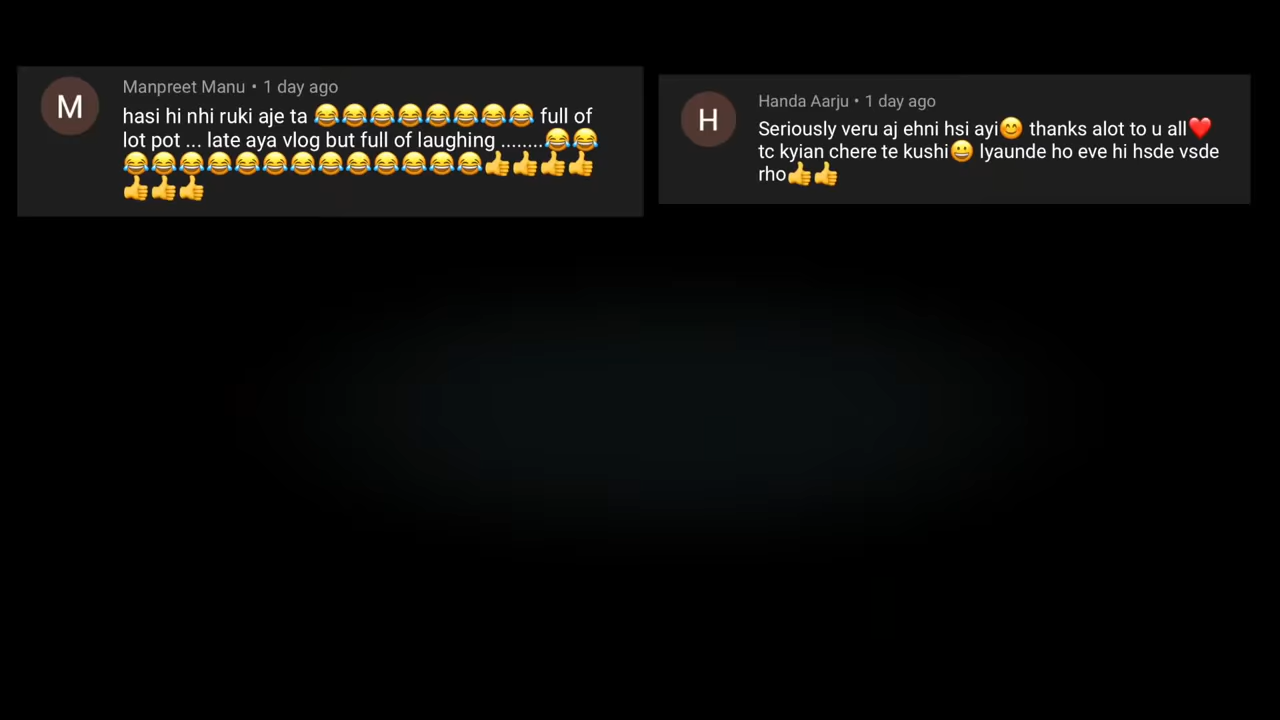 M
Manpreet Manu • 1 day ago
hasi hi nhi ruki aje ta 😂😂😂😂😂😂😂😂 full of
lot pot ... late aya vlog but full of laughing ........😂😂
😂😂😂😂😂😂😂😂😂😂😂😂😂👍👍👍👍
👍👍👍
H
Handa Aarju • 1 day ago
Seriously veru aj ehni hsi ayi😊 thanks alot to u all❤️
tc kyian chere te kushi😀 lyaunde ho eve hi hsde vsde
rho👍👍